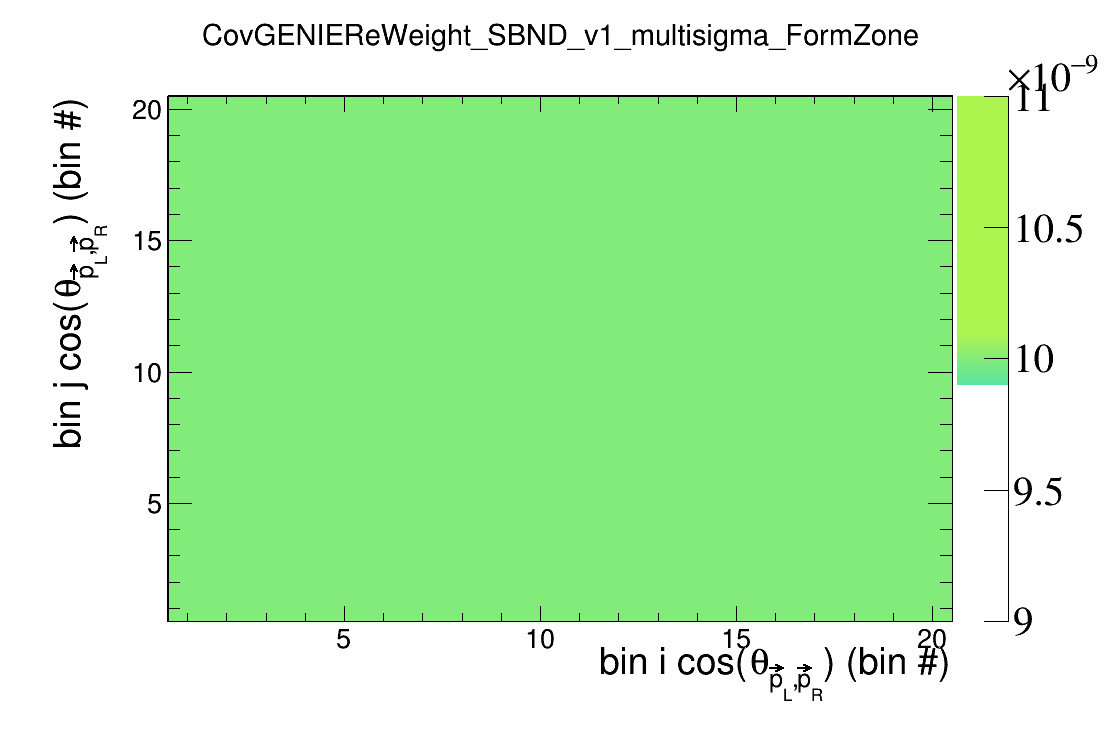 CovGENIEReWeight_SBND_v1_multisigma_FormZone
×10⁻⁹
bin j cos(θ_{p⃗_L,p⃗_R}) (bin #)
20
15
10
5
11
10.5
10
9.5
9
5 10 15 20
bin i cos(θ_{p⃗_L,p⃗_R}) (bin #)